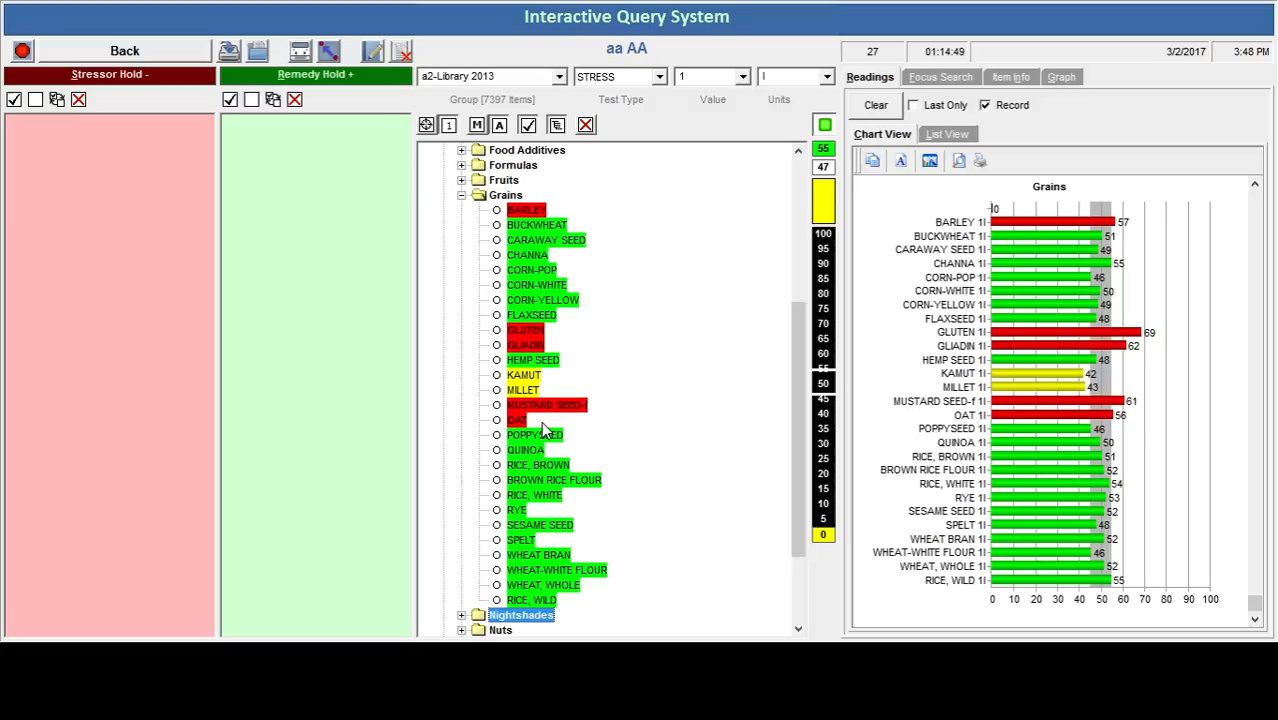 Interactive Query System
Back
aa AA
27
01:14:49
3/2/2017
3:48 PM
Stressor Hold -
Remedy Hold +
a2-Library 2013
STRESS
1
I
Group [7397 Items]
Test Type
Value
Units
Readings
Focus Search
Item Info
Graph
Clear
Last Only
Record
Chart View
List View
1
M
A
A
Food Additives
Formulas
Fruits
Grains
BARLEY
BUCKWHEAT
CARAWAY SEED
CHANNA
CORN-POP
CORN-WHITE
CORN-YELLOW
FLAXSEED
GLUTEN
GLIADIN
HEMP SEED
KAMUT
MILLET
MUSTARD SEED-f
OAT
POPPYSEED
QUINOA
RICE, BROWN
BROWN RICE FLOUR
RICE, WHITE
RYE
SESAME SEED
SPELT
WHEAT BRAN
WHEAT-WHITE FLOUR
WHEAT, WHOLE
RICE, WILD
Nightshades
Nuts
55
47
100
95
90
85
80
75
70
65
60
55
50
45
40
35
30
25
20
15
10
5
0
Grains
0
BARLEY 1I 57
BUCKWHEAT 1I 51
CARAWAY SEED 1I 49
CHANNA 1I 55
CORN-POP 1I 46
CORN-WHITE 1I 50
CORN-YELLOW 1I 49
FLAXSEED 1I 48
GLUTEN 1I 69
GLIADIN 1I 62
HEMP SEED 1I 48
KAMUT 1I 42
MILLET 1I 43
MUSTARD SEED-f 1I 61
OAT 1I 56
POPPYSEED 1I 46
QUINOA 1I 50
RICE, BROWN 1I 51
BROWN RICE FLOUR 1I 52
RICE, WHITE 1I 54
RYE 1I 53
SESAME SEED 1I 52
SPELT 1I 48
WHEAT BRAN 1I 52
WHEAT-WHITE FLOUR 1I 46
WHEAT, WHOLE 1I 52
RICE, WILD 1I 55
0 10 20 30 40 50 60 70 80 90 100